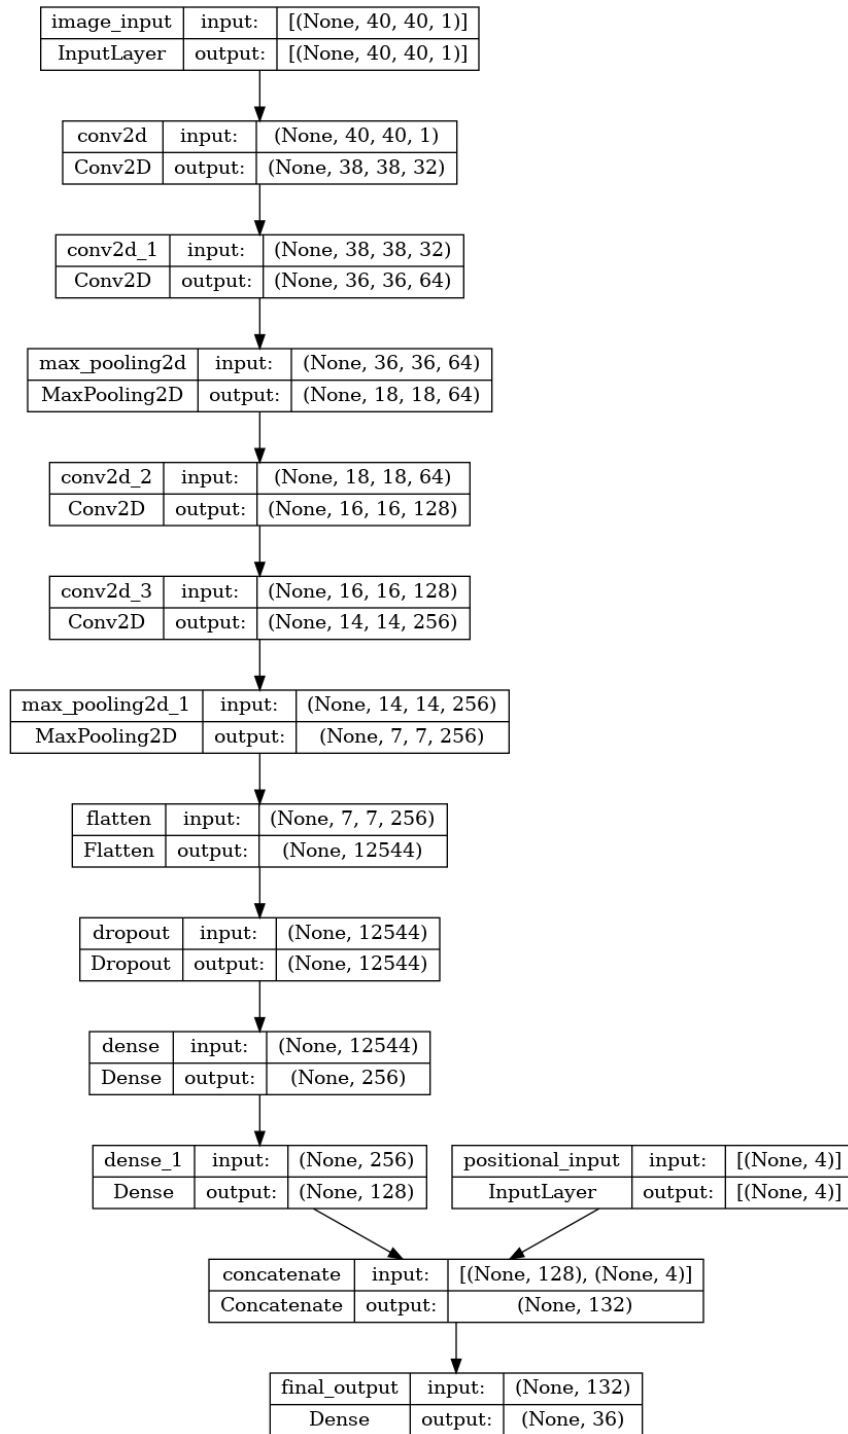 image_input input: [(None, 40, 40, 1)]
InputLayer output: [(None, 40, 40, 1)]
conv2d input: (None, 40, 40, 1)
Conv2D output: (None, 38, 38, 32)
conv2d_1 input: (None, 38, 38, 32)
Conv2D output: (None, 36, 36, 64)
max_pooling2d input: (None, 36, 36, 64)
MaxPooling2D output: (None, 18, 18, 64)
conv2d_2 input: (None, 18, 18, 64)
Conv2D output: (None, 16, 16, 128)
conv2d_3 input: (None, 16, 16, 128)
Conv2D output: (None, 14, 14, 256)
max_pooling2d_1 input: (None, 14, 14, 256)
MaxPooling2D output: (None, 7, 7, 256)
flatten input: (None, 7, 7, 256)
Flatten output: (None, 12544)
dropout input: (None, 12544)
Dropout output: (None, 12544)
dense input: (None, 12544)
Dense output: (None, 256)
dense_1 input: (None, 256)
Dense output: (None, 128)
positional_input input: [(None, 4)]
InputLayer output: [(None, 4)]
concatenate input: [(None, 128), (None, 4)]
Concatenate output: (None, 132)
final_output input: (None, 132)
Dense output: (None, 36)